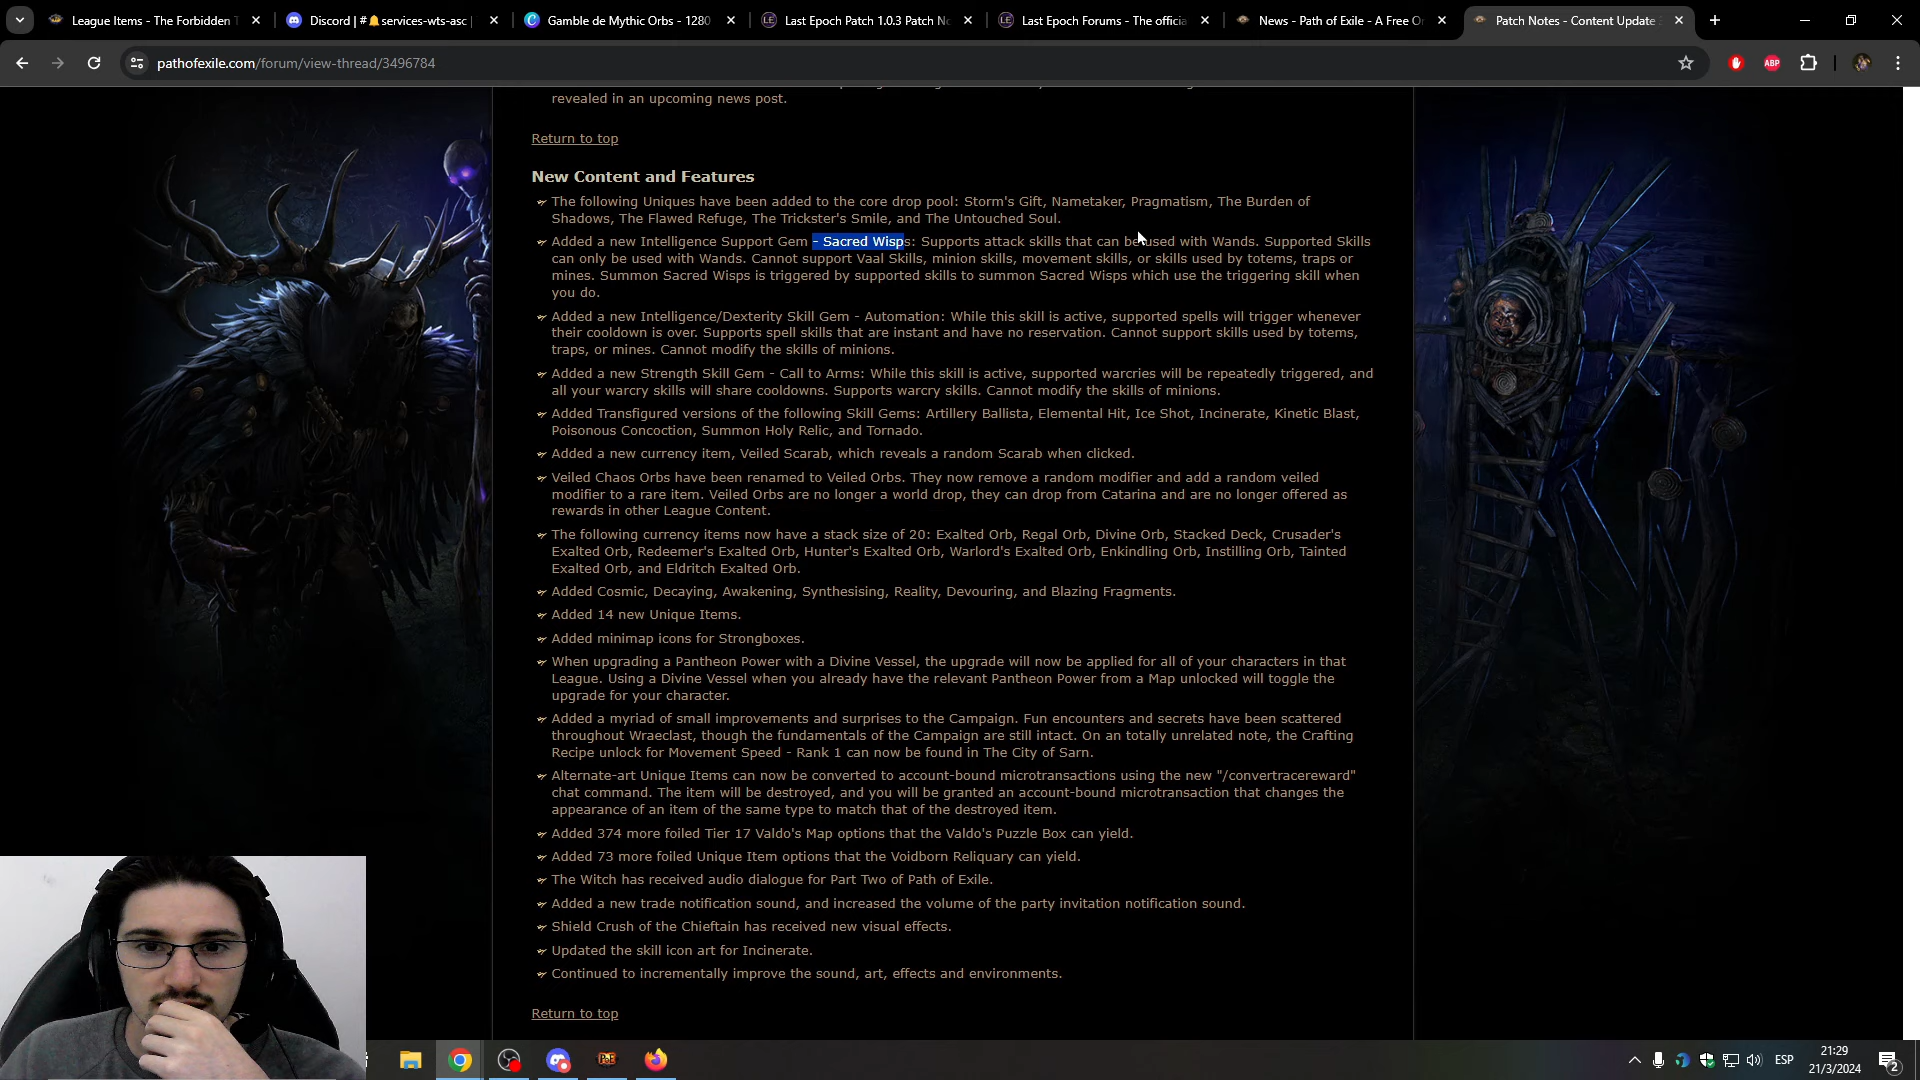 League Items - The Forbidden T
Discord | #🔔services-wts-asc |
Gamble de Mythic Orbs - 1280
Last Epoch Patch 1.0.3 Patch No
Last Epoch Forums - The officia
News - Path of Exile - A Free On
Patch Notes - Content Update 3
pathofexile.com/forum/view-thread/3496784
ABP
revealed in an upcoming news post.
Return to top
New Content and Features
The following Uniques have been added to the core drop pool: Storm's Gift, Nametaker, Pragmatism, The Burden of
Shadows, The Flawed Refuge, The Trickster's Smile, and The Untouched Soul.
Added a new Intelligence Support Gem - Sacred Wisps: Supports attack skills that can be used with Wands. Supported Skills
can only be used with Wands. Cannot support Vaal Skills, minion skills, movement skills, or skills used by totems, traps or
mines. Summon Sacred Wisps is triggered by supported skills to summon Sacred Wisps which use the triggering skill when
you do.
Added a new Intelligence/Dexterity Skill Gem - Automation: While this skill is active, supported spells will trigger whenever
their cooldown is over. Supports spell skills that are instant and have no reservation. Cannot support skills used by totems,
traps, or mines. Cannot modify the skills of minions.
Added a new Strength Skill Gem - Call to Arms: While this skill is active, supported warcries will be repeatedly triggered, and
all your warcry skills will share cooldowns. Supports warcry skills. Cannot modify the skills of minions.
Added Transfigured versions of the following Skill Gems: Artillery Ballista, Elemental Hit, Ice Shot, Incinerate, Kinetic Blast,
Poisonous Concoction, Summon Holy Relic, and Tornado.
Added a new currency item, Veiled Scarab, which reveals a random Scarab when clicked.
Veiled Chaos Orbs have been renamed to Veiled Orbs. They now remove a random modifier and add a random veiled
modifier to a rare item. Veiled Orbs are no longer a world drop, they can drop from Catarina and are no longer offered as
rewards in other League Content.
The following currency items now have a stack size of 20: Exalted Orb, Regal Orb, Divine Orb, Stacked Deck, Crusader's
Exalted Orb, Redeemer's Exalted Orb, Hunter's Exalted Orb, Warlord's Exalted Orb, Enkindling Orb, Instilling Orb, Tainted
Exalted Orb, and Eldritch Exalted Orb.
Added Cosmic, Decaying, Awakening, Synthesising, Reality, Devouring, and Blazing Fragments.
Added 14 new Unique Items.
Added minimap icons for Strongboxes.
When upgrading a Pantheon Power with a Divine Vessel, the upgrade will now be applied for all of your characters in that
League. Using a Divine Vessel when you already have the relevant Pantheon Power from a Map unlocked will toggle the
upgrade for your character.
Added a myriad of small improvements and surprises to the Campaign. Fun encounters and secrets have been scattered
throughout Wraeclast, though the fundamentals of the Campaign are still intact. On an totally unrelated note, the Crafting
Recipe unlock for Movement Speed - Rank 1 can now be found in The City of Sarn.
Alternate-art Unique Items can now be converted to account-bound microtransactions using the new "/convertracereward"
chat command. The item will be destroyed, and you will be granted an account-bound microtransaction that changes the
appearance of an item of the same type to match that of the destroyed item.
Added 374 more foiled Tier 17 Valdo's Map options that the Valdo's Puzzle Box can yield.
Added 73 more foiled Unique Item options that the Voidborn Reliquary can yield.
The Witch has received audio dialogue for Part Two of Path of Exile.
Added a new trade notification sound, and increased the volume of the party invitation notification sound.
Shield Crush of the Chieftain has received new visual effects.
Updated the skill icon art for Incinerate.
Continued to incrementally improve the sound, art, effects and environments.
Return to top
ESP
21:29
21/3/2024
2